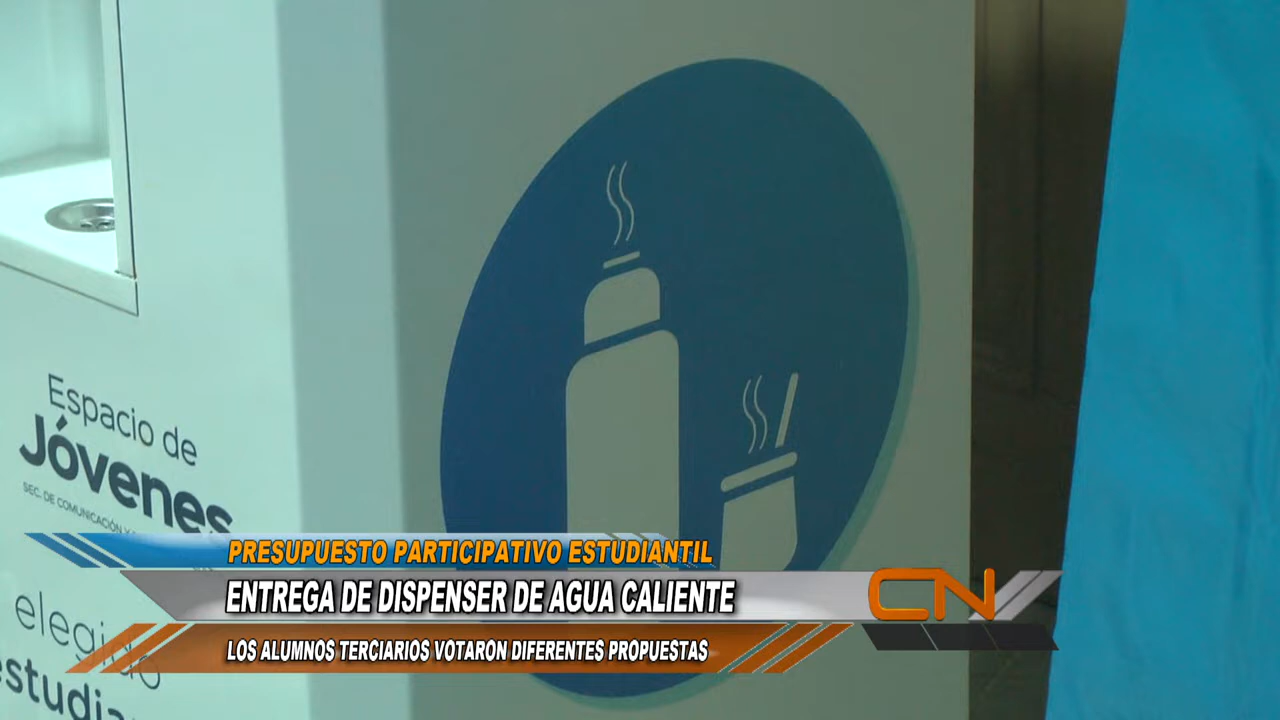 Espacio de
Jóvenes
SEC. DE COMUNICACIÓN Y
elegido
PRESUPUESTO PARTICIPATIVO ESTUDIANTIL
ENTREGA DE DISPENSER DE AGUA CALIENTE
CN
LOS ALUMNOS TERCIARIOS VOTARON DIFERENTES PROPUESTAS